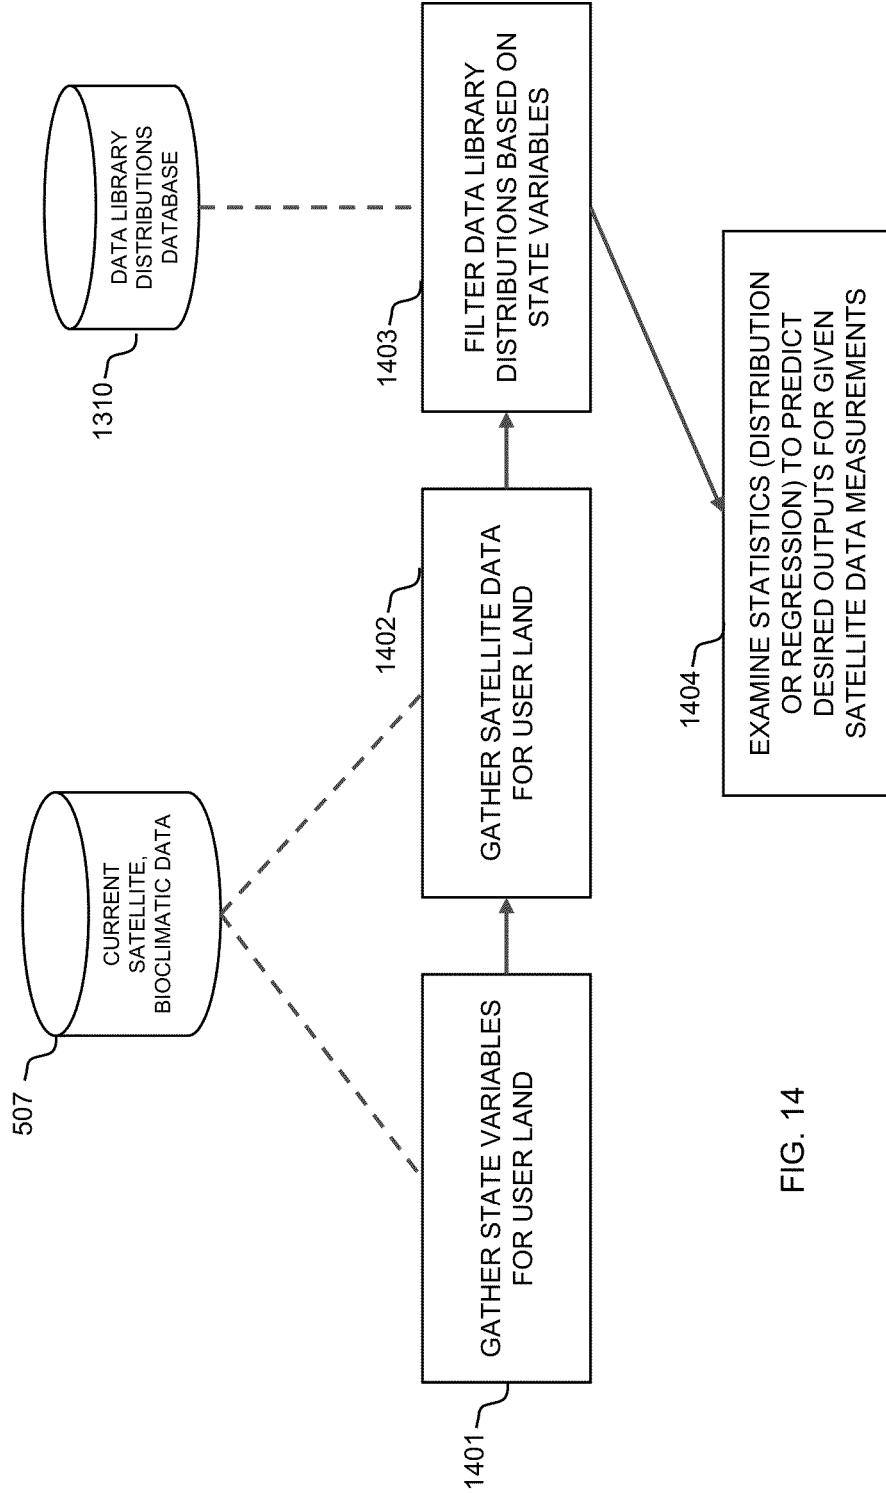 507
CURRENT
SATELLITE,
BIOCLIMATIC DATA
1310
DATA LIBRARY
DISTRIBUTIONS
DATABASE
1401
GATHER STATE VARIABLES
FOR USER LAND
1402
GATHER SATELLITE DATA
FOR USER LAND
1403
FILTER DATA LIBRARY
DISTRIBUTIONS BASED ON
STATE VARIABLES
1404
EXAMINE STATISTICS (DISTRIBUTION
OR REGRESSION) TO PREDICT
DESIRED OUTPUTS FOR GIVEN
SATELLITE DATA MEASUREMENTS
FIG. 14